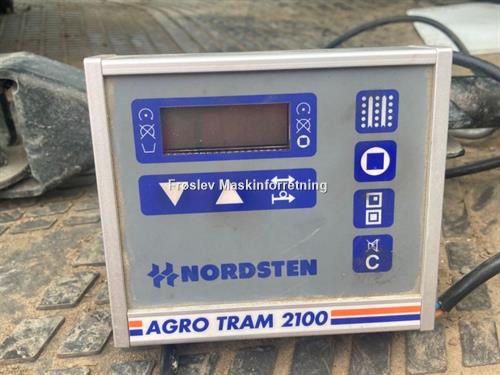 Frøslev Maskinforretning
C
NORDSTEN
AGRO TRAM 2100